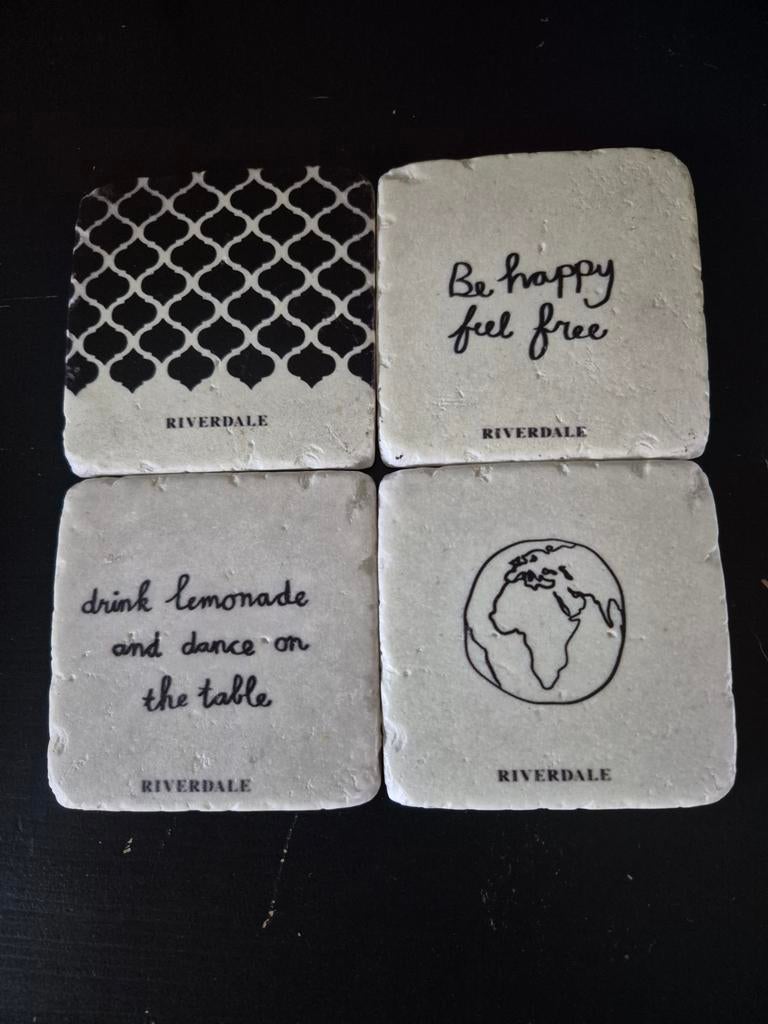 RIVERDALE
Be happy
feel free
RIVERDALE
drink lemonade
and dance on
the table
RIVERDALE
RIVERDALE